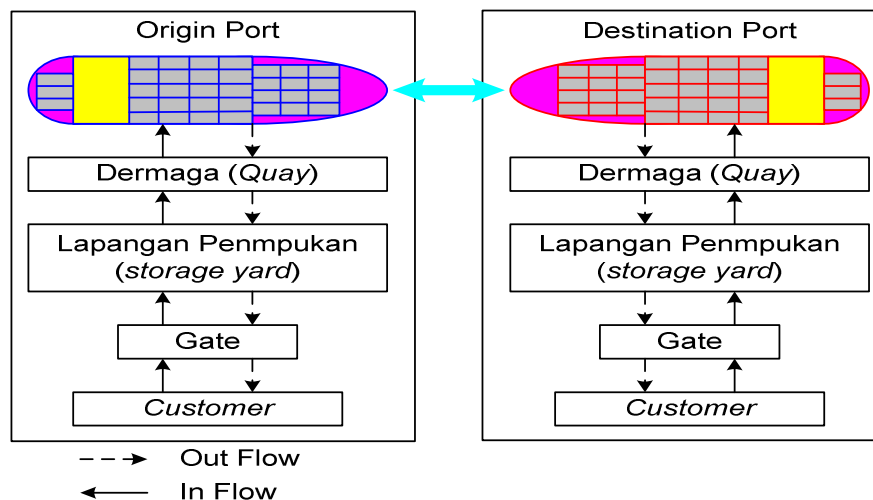 Origin Port
Dermaga (Quay)
Lapangan Penmpukan
(storage yard)
Gate
Customer
Destination Port
Dermaga (Quay)
Lapangan Penmpukan
(storage yard)
Gate
Customer
Out Flow
In Flow